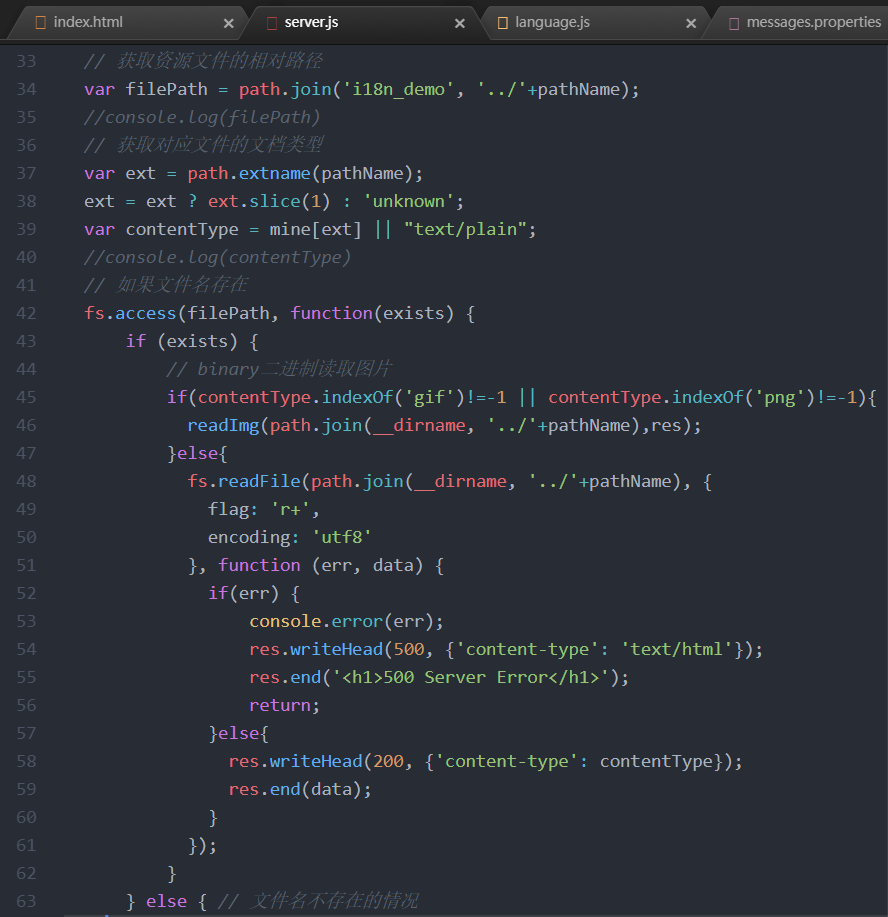 index.html × server.js × language.js × messages.properties
33 // 获取资源文件的相对路径
34 var filePath = path.join('i18n_demo', '../'+pathName);
35 //console.log(filePath)
36 // 获取对应文件的文档类型
37 var ext = path.extname(pathName);
38 ext = ext ? ext.slice(1) : 'unknown';
39 var contentType = mine[ext] || "text/plain";
40 //console.log(contentType)
41 // 如果文件名存在
42 fs.access(filePath, function(exists) {
43 if (exists) {
44 // binary二进制读取图片
45 if(contentType.indexOf('gif')!=-1 || contentType.indexOf('png')!=-1){
46 readImg(path.join(__dirname, '../'+pathName),res);
47 }else{
48 fs.readFile(path.join(__dirname, '../'+pathName), {
49 flag: 'r+',
50 encoding: 'utf8'
51 }, function (err, data) {
52 if(err) {
53 console.error(err);
54 res.writeHead(500, {'content-type': 'text/html'});
55 res.end('<h1>500 Server Error</h1>');
56 return;
57 }else{
58 res.writeHead(200, {'content-type': contentType});
59 res.end(data);
60 }
61 });
62 }
63 } else { // 文件名不存在的情况